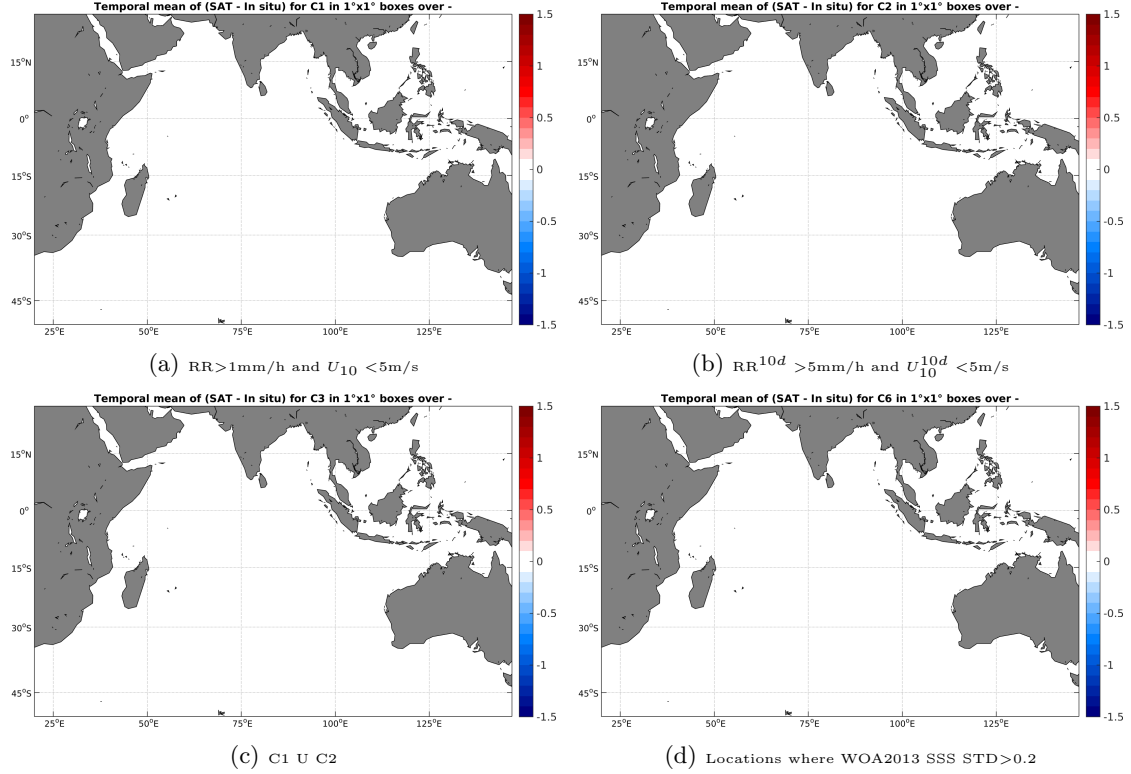 Temporal mean of (SAT - In situ) for C1 in 1°x1° boxes over -
15°N
0°
15°S
30°S
45°S
25°E 50°E 75°E 100°E 125°E
1.5
1
0.5
0
-0.5
-1
-1.5
(a) RR>1mm/h and U10 <5m/s
Temporal mean of (SAT - In situ) for C2 in 1°x1° boxes over -
15°N
0°
15°S
30°S
45°S
25°E 50°E 75°E 100°E 125°E
1.5
1
0.5
0
-0.5
-1
-1.5
(b) RR10d >5mm/h and U10d10 <5m/s
Temporal mean of (SAT - In situ) for C3 in 1°x1° boxes over -
15°N
0°
15°S
30°S
45°S
25°E 50°E 75°E 100°E 125°E
1.5
1
0.5
0
-0.5
-1
-1.5
(c) C1 U C2
Temporal mean of (SAT - In situ) for C6 in 1°x1° boxes over -
15°N
0°
15°S
30°S
45°S
25°E 50°E 75°E 100°E 125°E
1.5
1
0.5
0
-0.5
-1
-1.5
(d) Locations where WOA2013 SSS STD>0.2